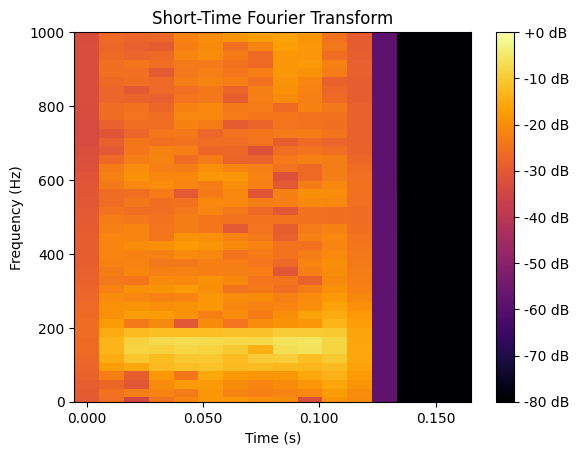 Short-Time Fourier Transform
1000
800
600
400
200
0
Frequency (Hz)
0.000
0.050
0.100
0.150
Time (s)
+0 dB
-10 dB
-20 dB
-30 dB
-40 dB
-50 dB
-60 dB
-70 dB
-80 dB